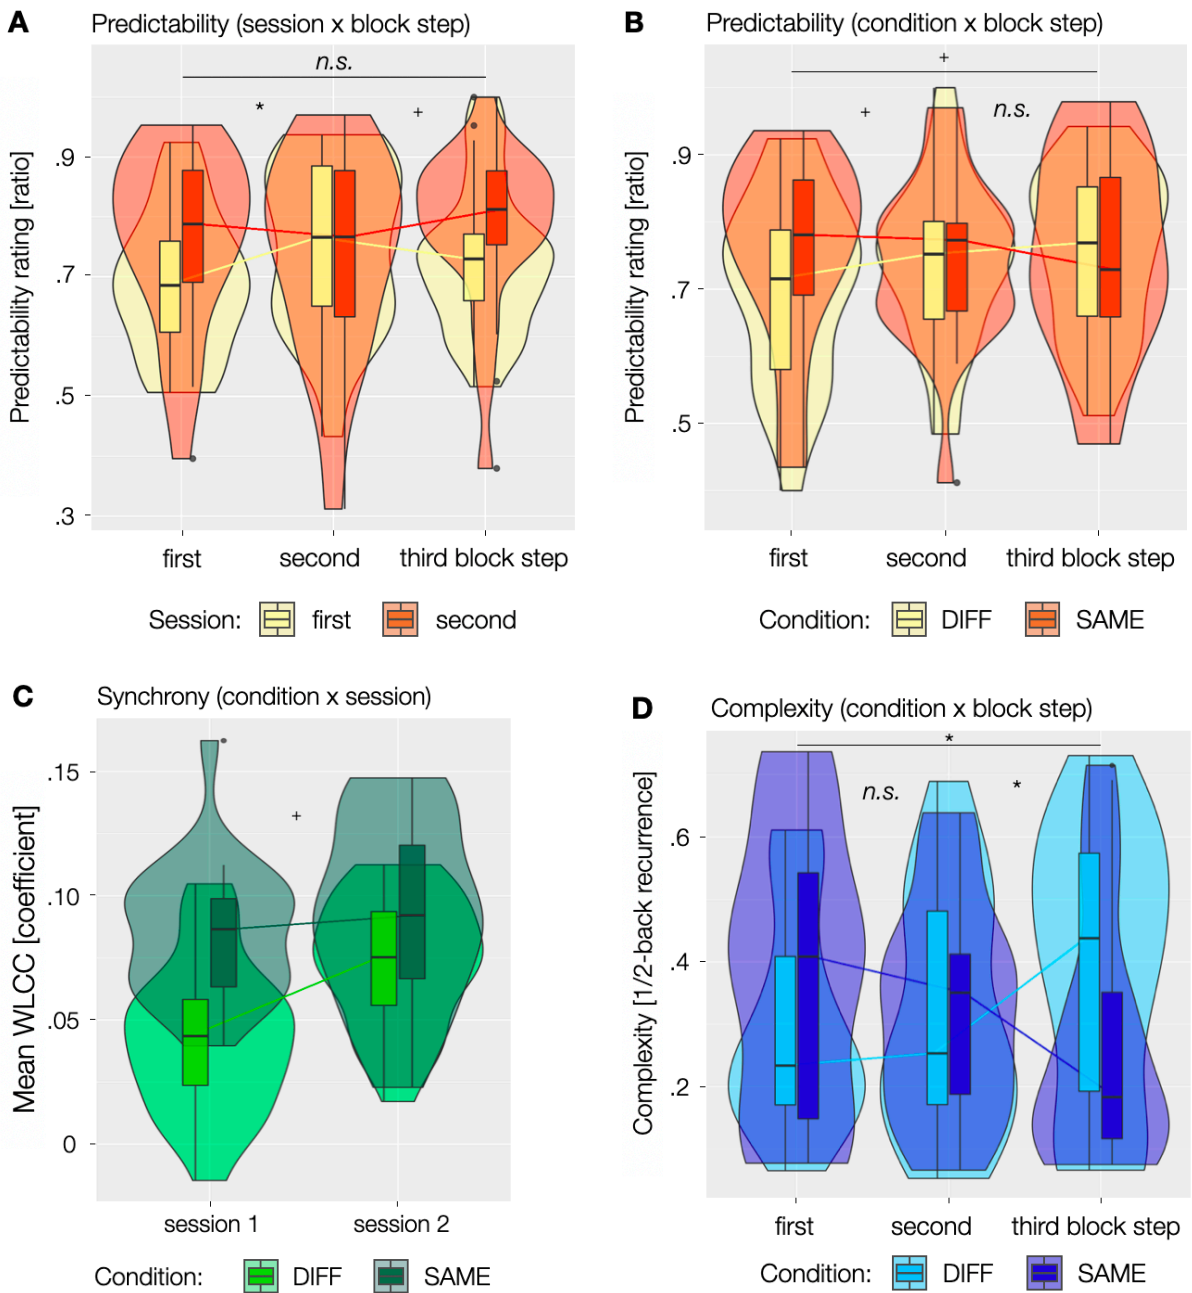 A Predictability (session x block step)
n.s.
*
+
Predictability rating [ratio]
.9
.7
.5
.3
first second third block step
Session: first second
B Predictability (condition x block step)
+
+
n.s.
Predictability rating [ratio]
.9
.7
.5
first second third block step
Condition: DIFF SAME
C Synchrony (condition x session)
+
Mean WLCC [coefficient]
.15
.10
.05
0
session 1 session 2
Condition: DIFF SAME
D Complexity (condition x block step)
*
n.s.
*
Complexity [1/2-back recurrence]
.6
.4
.2
first second third block step
Condition: DIFF SAME